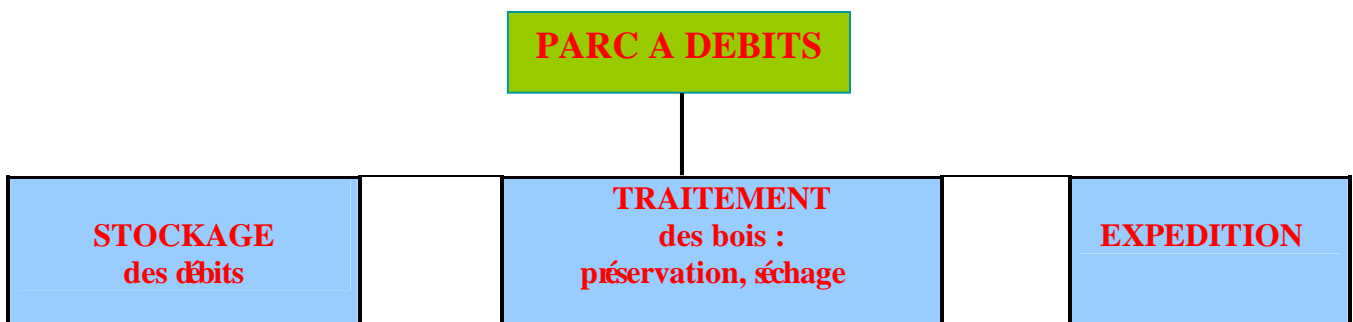 PARC A DEBITS
STOCKAGE
des débits
TRAITEMENT
des bois :
préservation, séchage
EXPEDITION